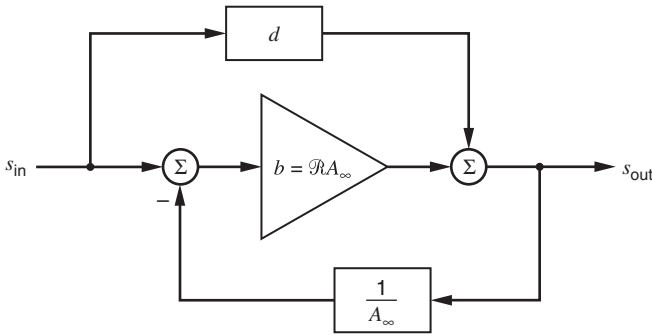 d
s_in
Σ
b = ℛA_∞
Σ
s_out
−
1
A_∞